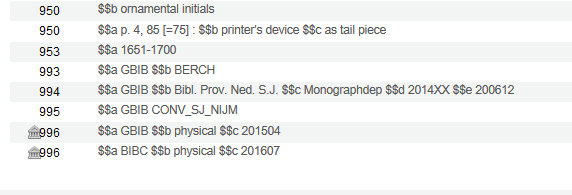 950 $$b ornamental initials
950 $$a p. 4, 85 [=75] : $$b printer's device $$c as tail piece
953 $$a 1651-1700
993 $$a GBIB $$b BERCH
994 $$a GBIB $$b Bibl. Prov. Ned. S.J. $$c Monographdep $$d 2014XX $$e 200612
995 $$a GBIB CONV_SJ_NIJM
996 $$a GBIB $$b physical $$c 201504
996 $$a BIBC $$b physical $$c 201607